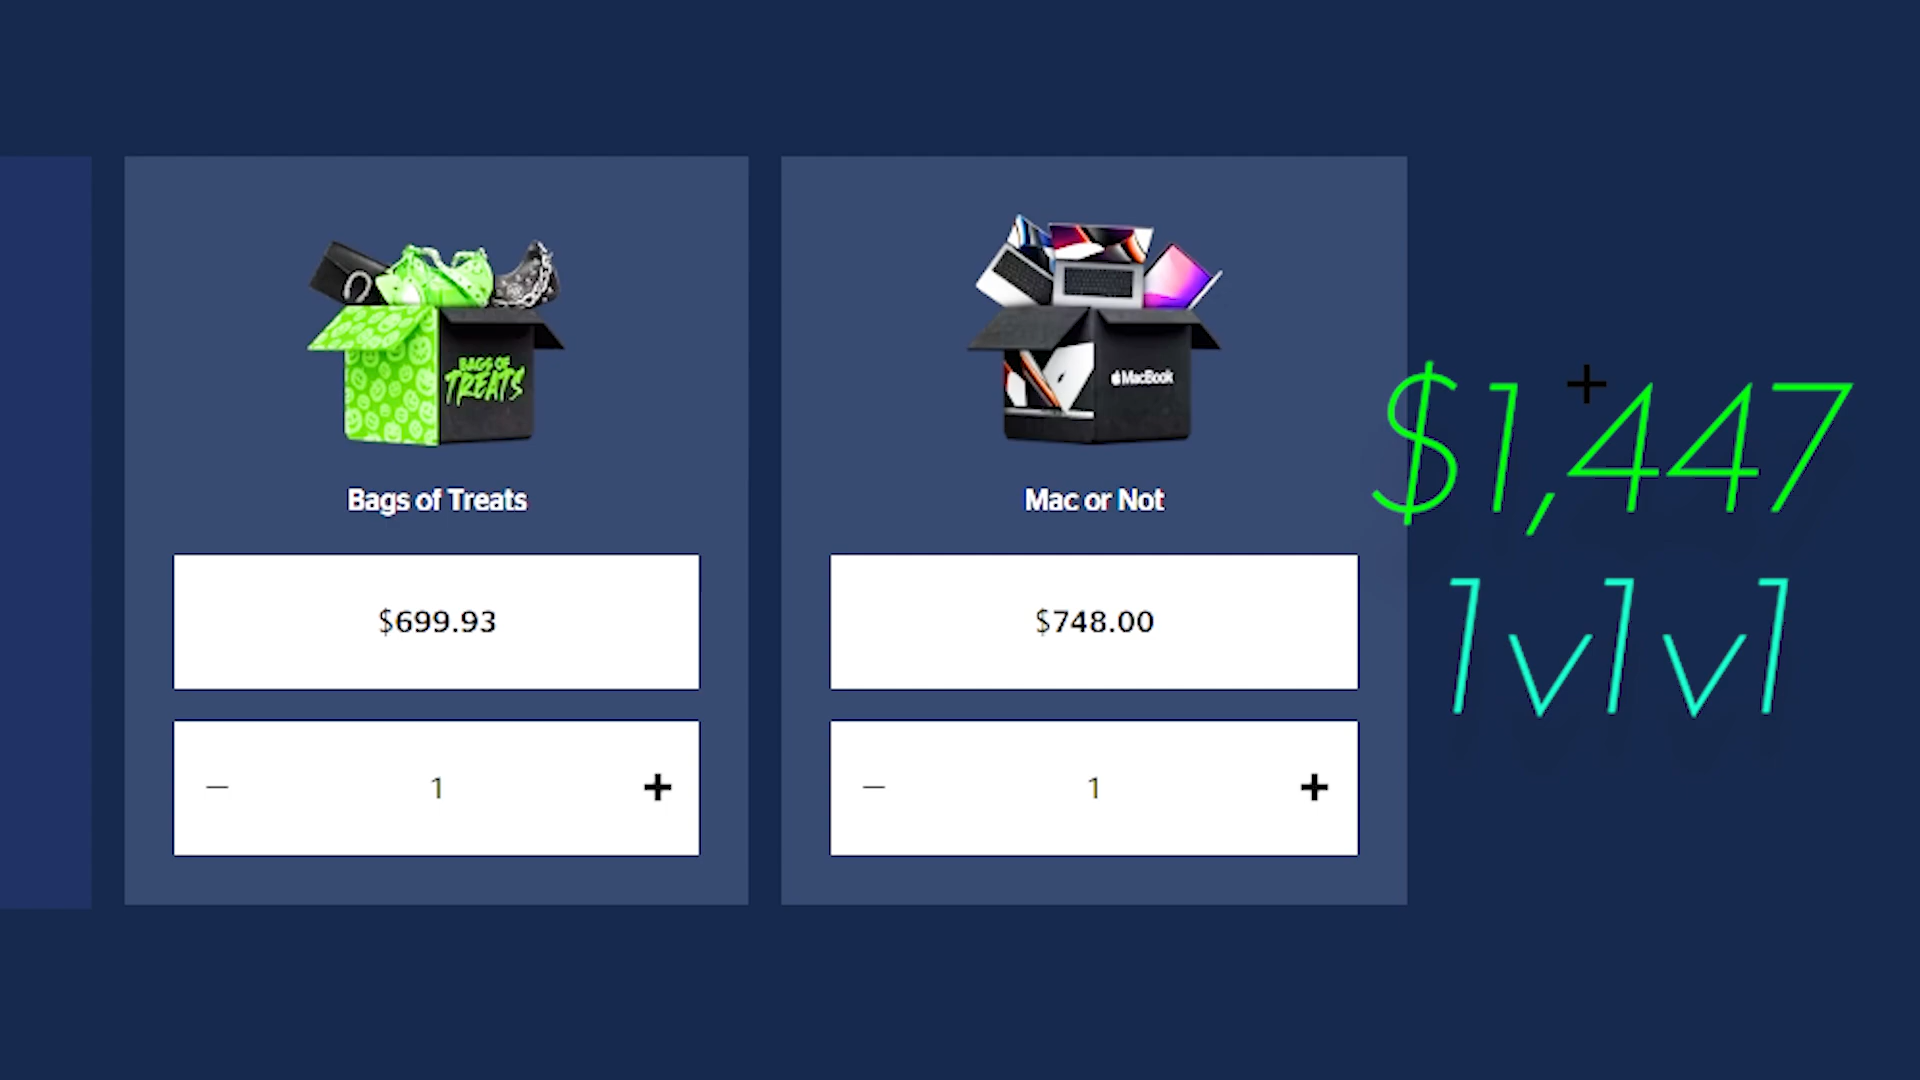 BAGS OF
TREATS
Bags of Treats
$699.93
− 1 +
MacBook
Mac or Not
$748.00
− 1 +
+
$1,447
1v1v1